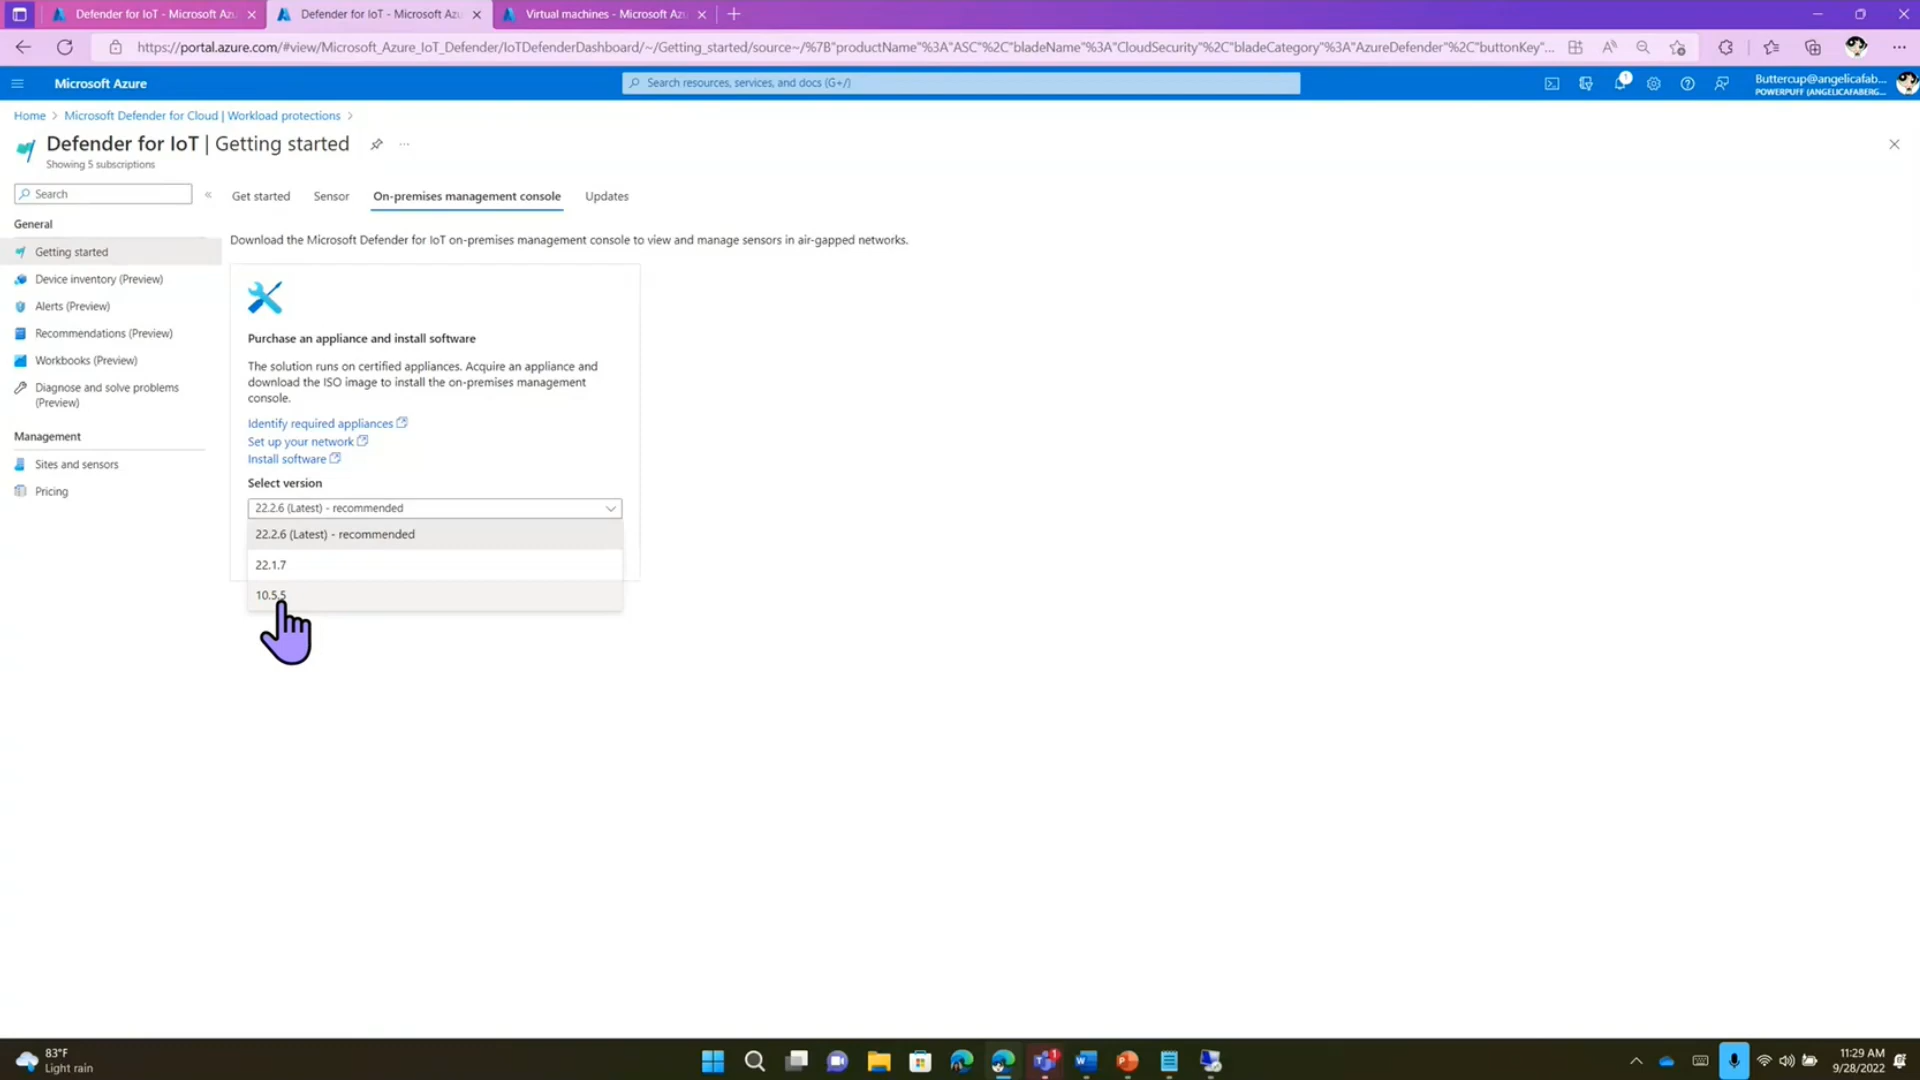 Defender for IoT - Microsoft Azu
Defender for IoT - Microsoft Azu
Virtual machines - Microsoft Azu
https://portal.azure.com/#view/Microsoft_Azure_IoT_Defender/IoTDefenderDashboard/~/Getting_started/source~/%7B"productName"%3A"ASC"%2C"bladeName"%3A"CloudSecurity"%2C"bladeCategory"%3A"AzureDefender"%2C"buttonKey"...
Microsoft Azure
Search resources, services, and docs (G+/)
1
Buttercup@angelicafab...
POWERPUFF (ANGELICAFABERG...
Home > Microsoft Defender for Cloud | Workload protections >
Defender for IoT | Getting started
Showing 5 subscriptions
Search
General
Getting started
Device inventory (Preview)
Alerts (Preview)
Recommendations (Preview)
Workbooks (Preview)
Diagnose and solve problems
(Preview)
Management
Sites and sensors
Pricing
Get started
Sensor
On-premises management console
Updates
Download the Microsoft Defender for IoT on-premises management console to view and manage sensors in air-gapped networks.
Purchase an appliance and install software
The solution runs on certified appliances. Acquire an appliance and
download the ISO image to install the on-premises management
console.
Identify required appliances
Set up your network
Install software
Select version
22.2.6 (Latest) - recommended
22.2.6 (Latest) - recommended
22.1.7
10.5.5
83°F
Light rain
1
11:29 AM
9/28/2022